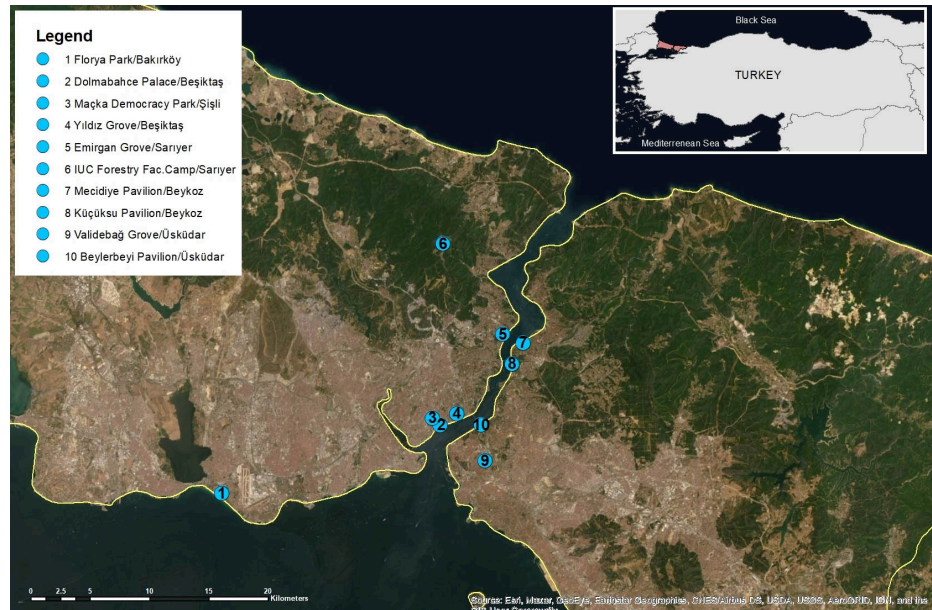 Legend
1 Florya Park/Bakırköy
2 Dolmabahce Palace/Beşiktaş
3 Maçka Democracy Park/Şişli
4 Yıldız Grove/Beşiktaş
5 Emirgan Grove/Sarıyer
6 IUC Forestry Fac.Camp/Sarıyer
7 Mecidiye Pavilion/Beykoz
8 Küçüksu Pavilion/Beykoz
9 Validebağ Grove/Üsküdar
10 Beylerbeyi Pavilion/Üsküdar
Black Sea
TURKEY
Mediterranean Sea
6
5
7
8
3
4
2
10
9
1
0 2.5 5 10 15 20
Kilometers
Source: Esri, Maxar, GeoEye, Earthstar Geographics, CNES/Airbus DS, USDA, USGS, AeroGRID, IGN, and the
GIS User Community